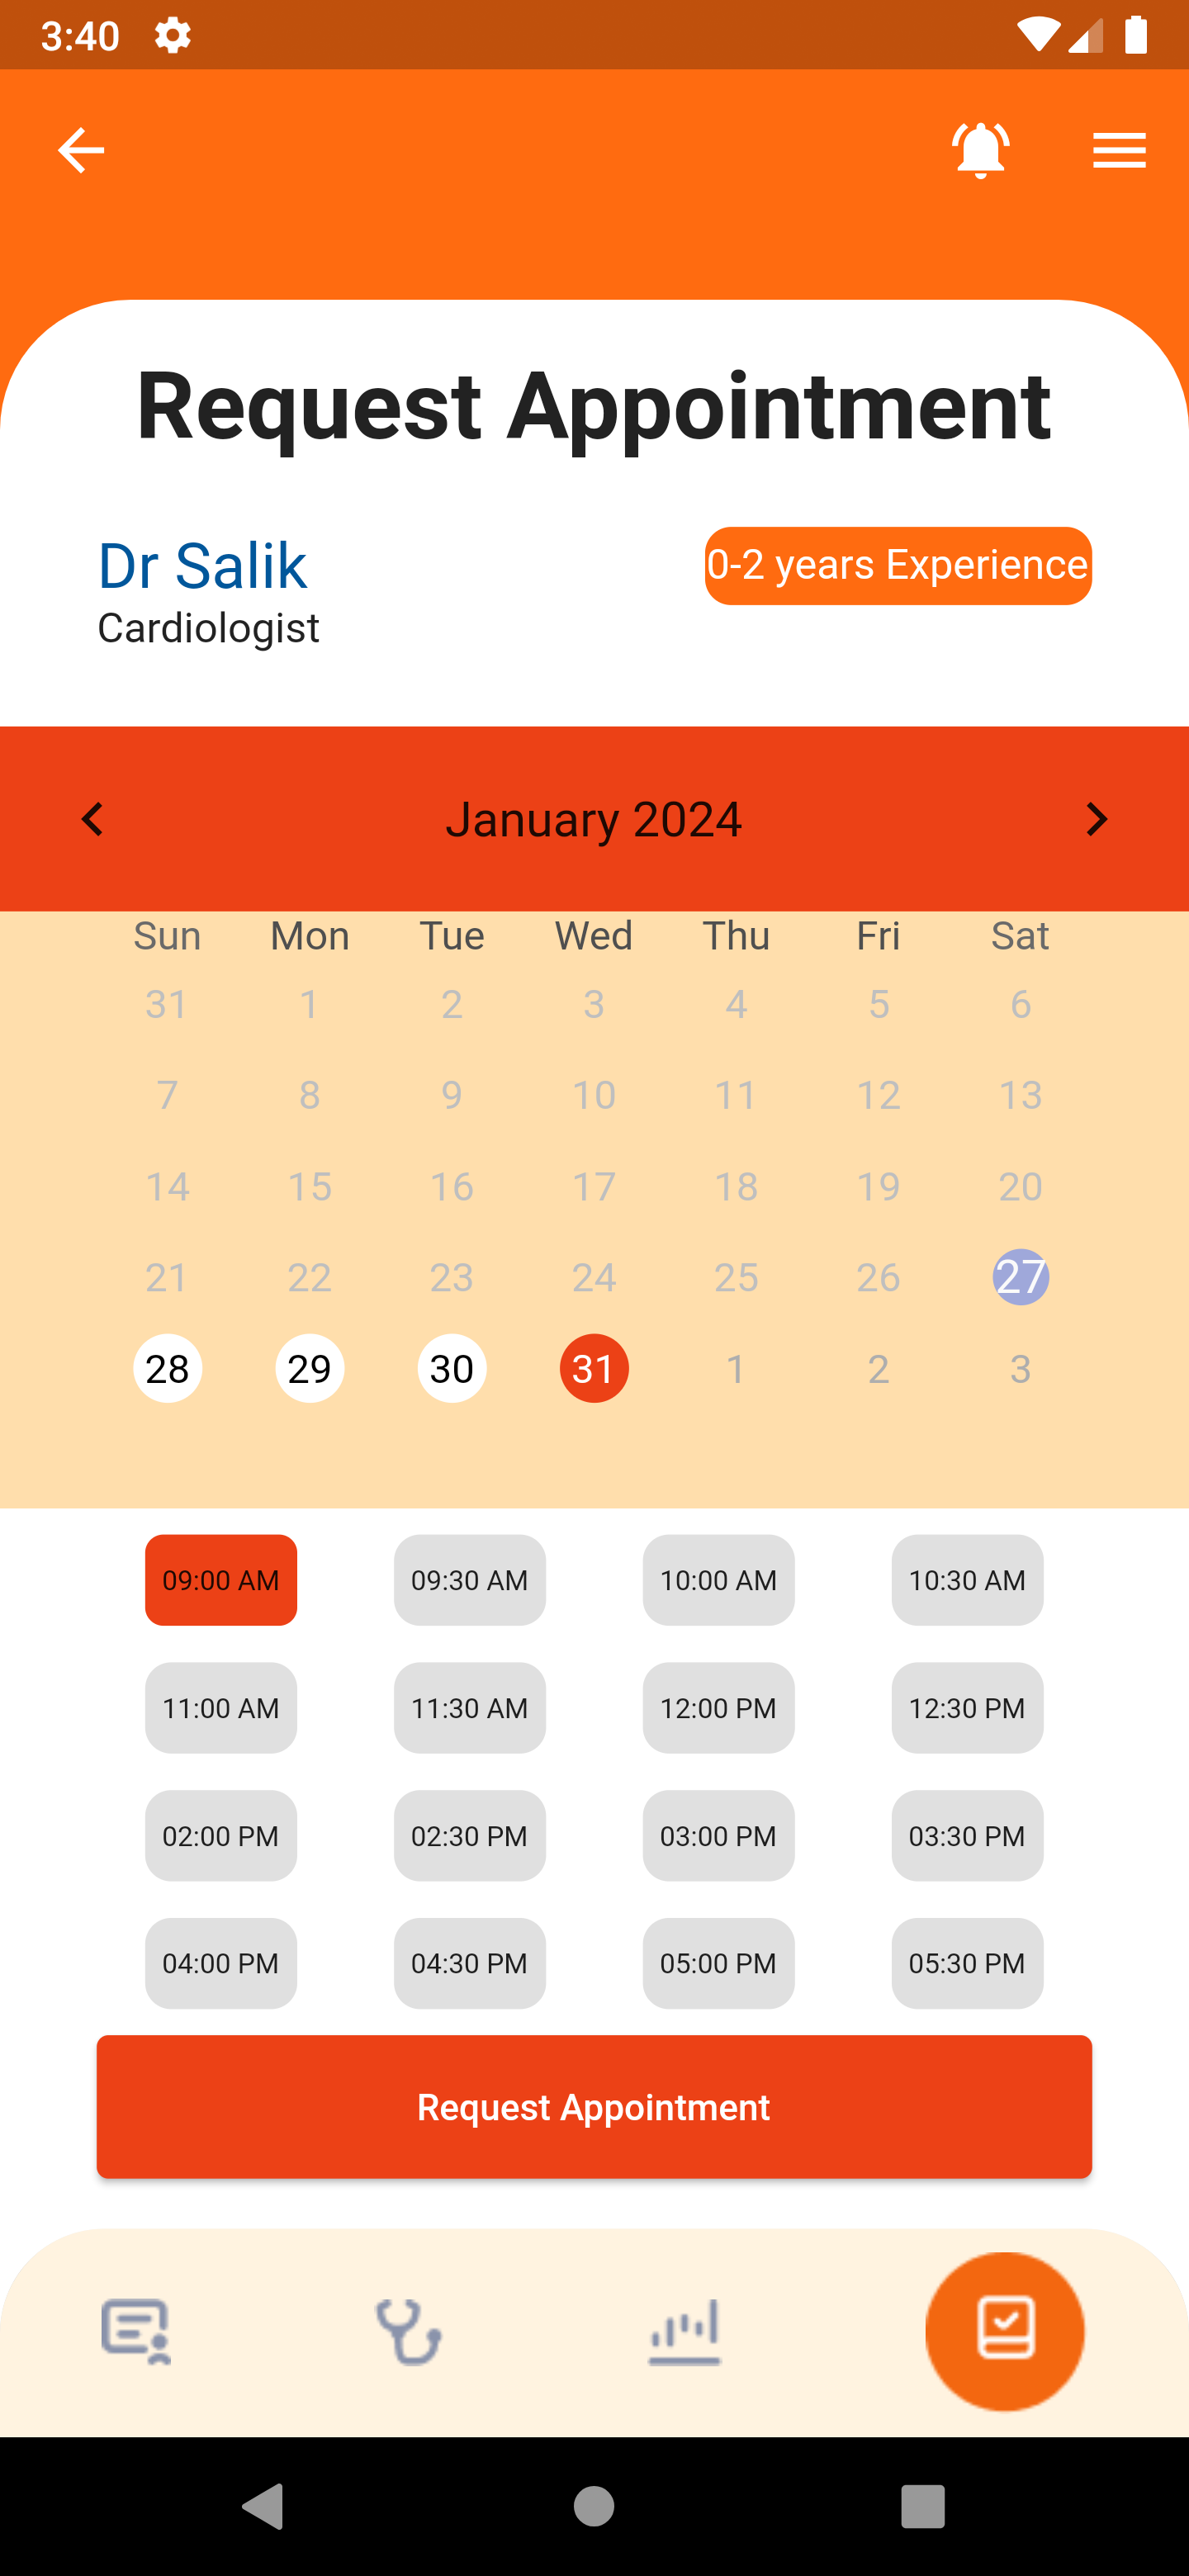 3:40
Request Appointment
Dr Salik
0-2 years Experience
Cardiologist
January 2024
Sun Mon Tue Wed Thu Fri Sat
31 1 2 3 4 5 6
7 8 9 10 11 12 13
14 15 16 17 18 19 20
21 22 23 24 25 26 27
28 29 30 31 1 2 3
09:00 AM 09:30 AM 10:00 AM 10:30 AM
11:00 AM 11:30 AM 12:00 PM 12:30 PM
02:00 PM 02:30 PM 03:00 PM 03:30 PM
04:00 PM 04:30 PM 05:00 PM 05:30 PM
Request Appointment